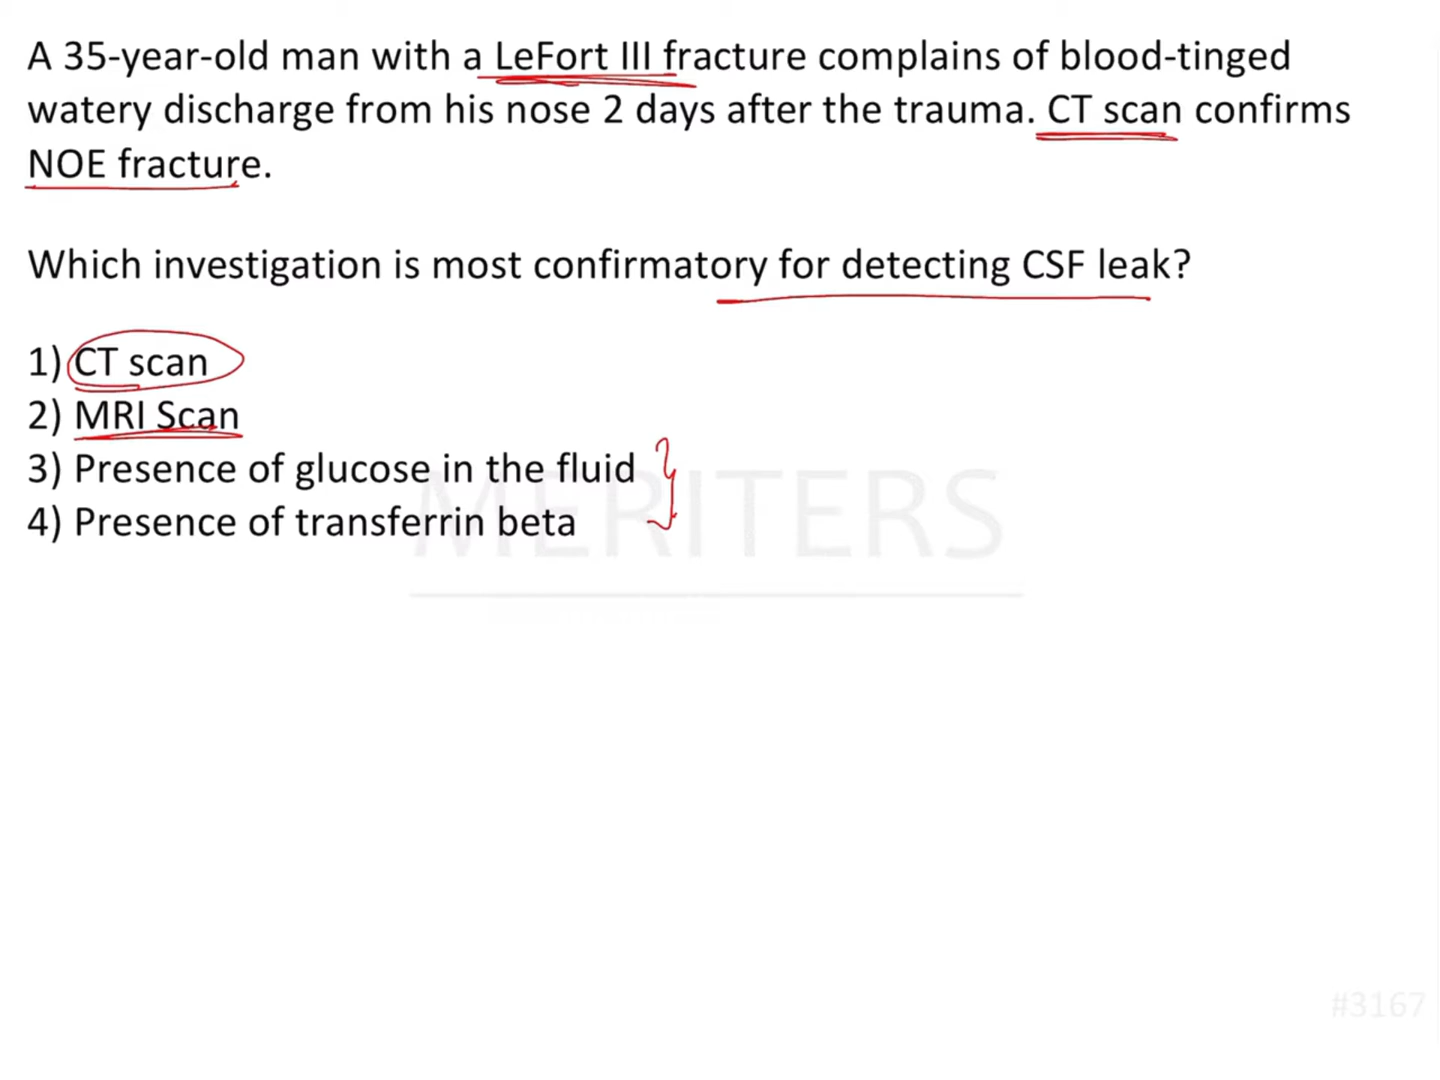 A 35-year-old man with a LeFort III fracture complains of blood-tinged
watery discharge from his nose 2 days after the trauma. CT scan confirms
NOE fracture.
Which investigation is most confirmatory for detecting CSF leak?
1) CT scan
2) MRI Scan
3) Presence of glucose in the fluid
4) Presence of transferrin beta
MERITERS
#3167